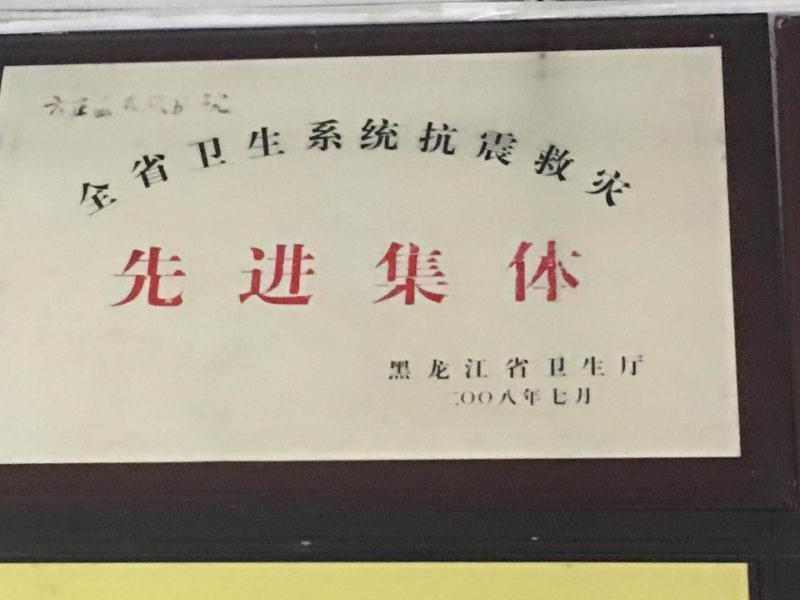 全省卫生系统抗震救灾
先进集体
黑龙江省卫生厅
二〇〇八年七月